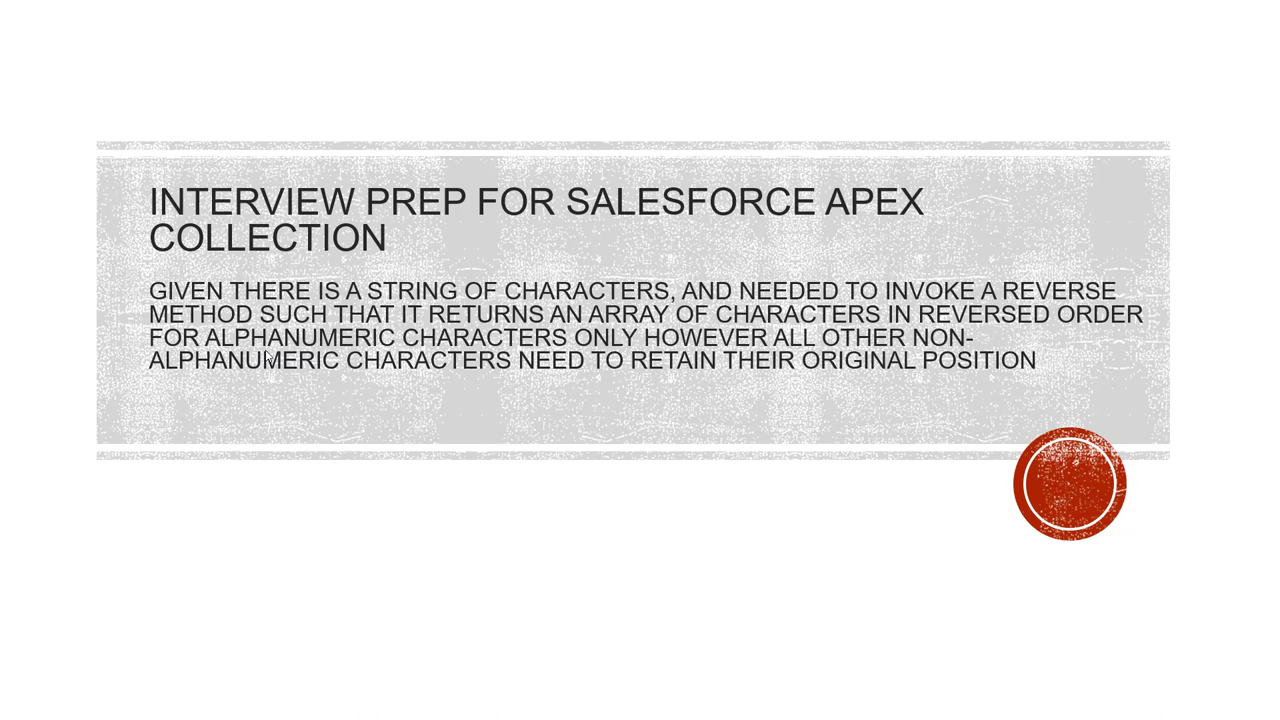 INTERVIEW PREP FOR SALESFORCE APEX
COLLECTION
GIVEN THERE IS A STRING OF CHARACTERS, AND NEEDED TO INVOKE A REVERSE
METHOD SUCH THAT IT RETURNS AN ARRAY OF CHARACTERS IN REVERSED ORDER
FOR ALPHANUMERIC CHARACTERS ONLY HOWEVER ALL OTHER NON-
ALPHANUMERIC CHARACTERS NEED TO RETAIN THEIR ORIGINAL POSITION